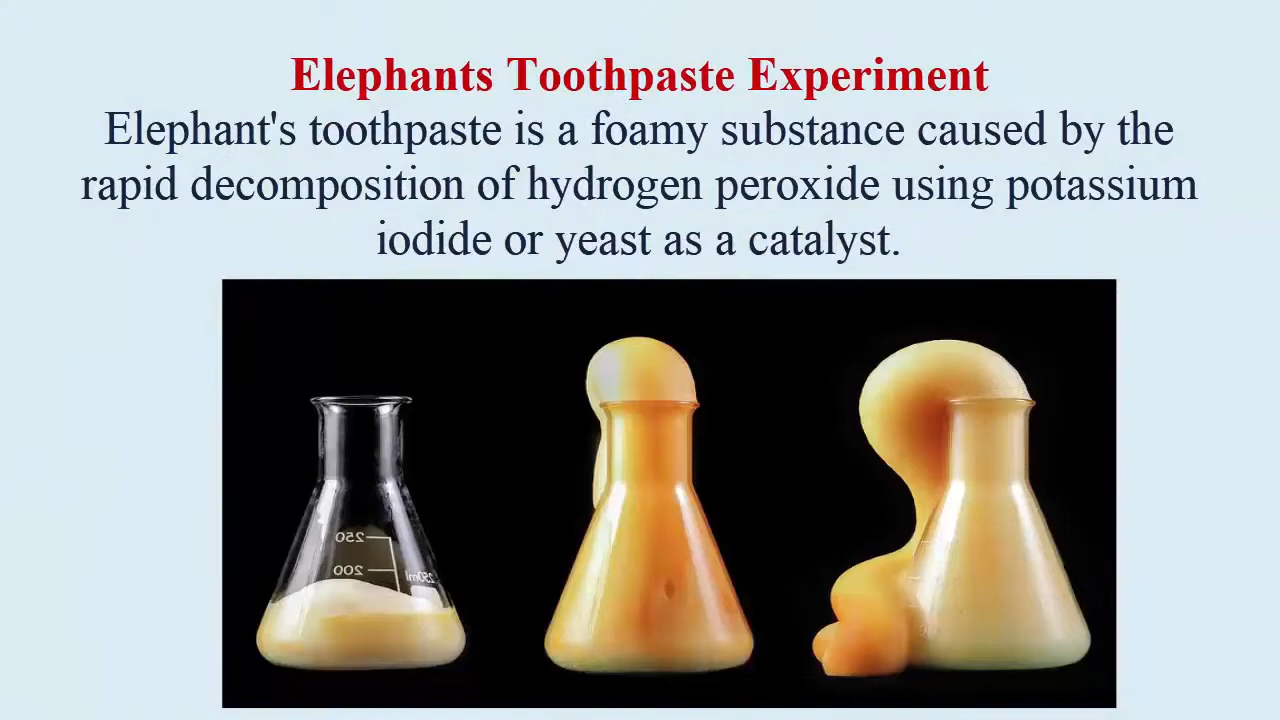 Elephants Toothpaste Experiment
Elephant's toothpaste is a foamy substance caused by the
rapid decomposition of hydrogen peroxide using potassium
iodide or yeast as a catalyst.
250
200
250ml